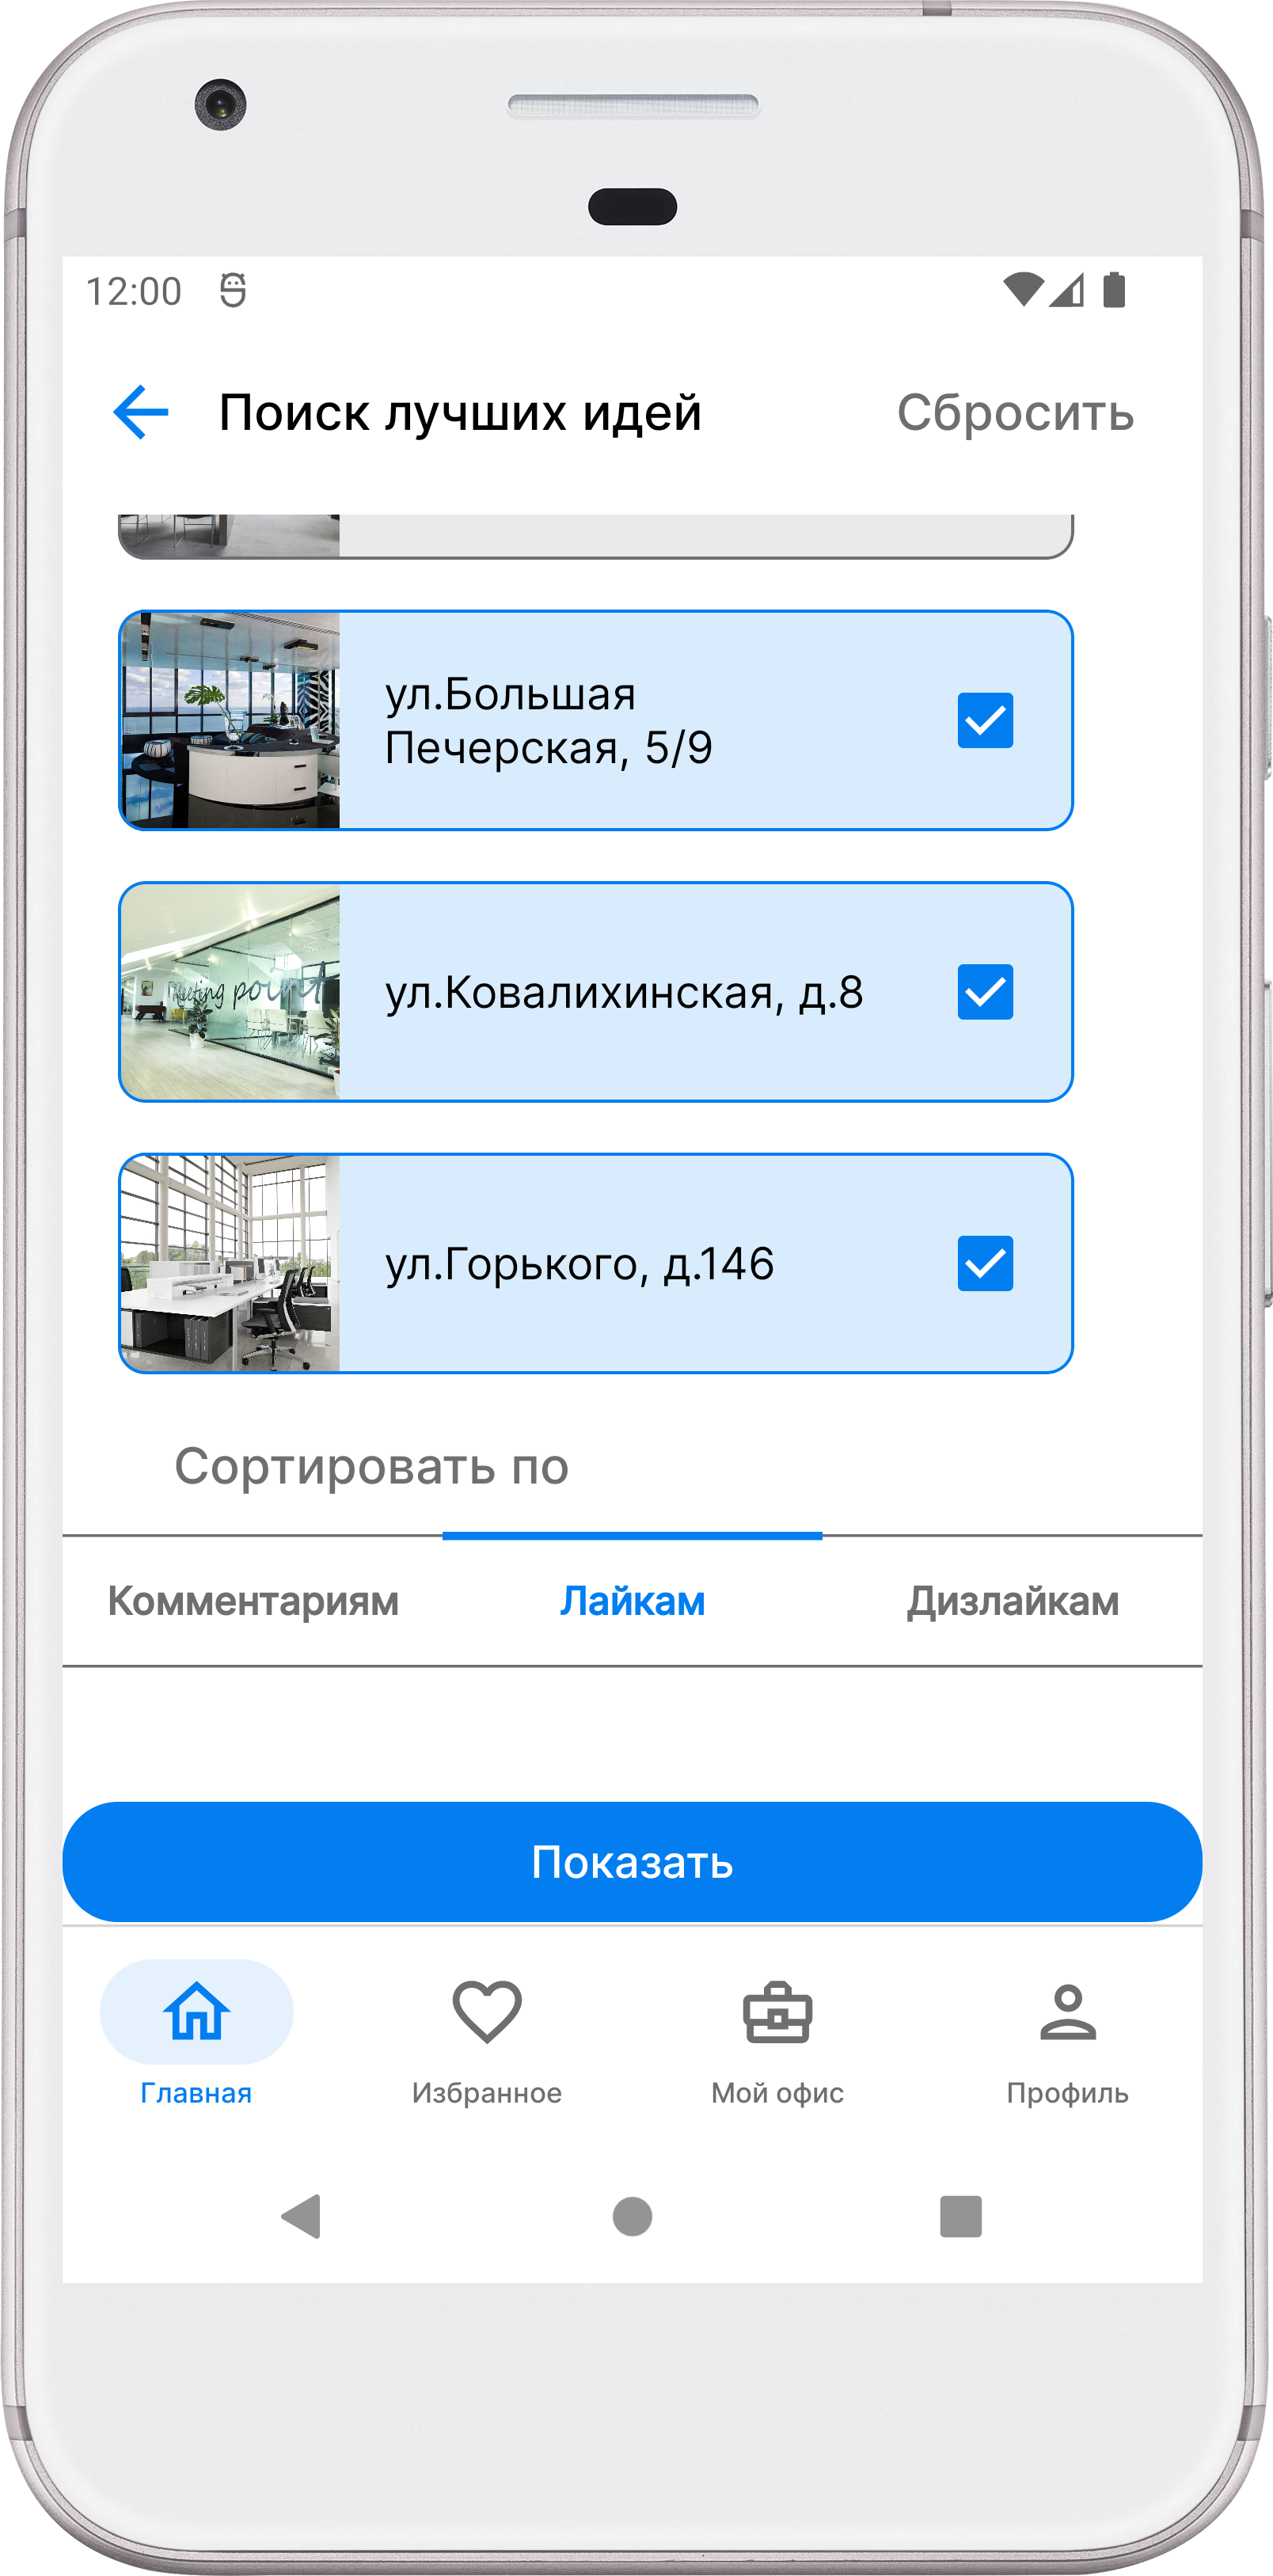 12:00
Поиск лучших идей
Сбросить
ул.Большая
Печерская, 5/9
meeting point
ул.Ковалихинская, д.8
ул.Горького, д.146
Сортировать по
Комментариям
Лайкам
Дизлайкам
Показать
Главная
Избранное
Мой офис
Профиль